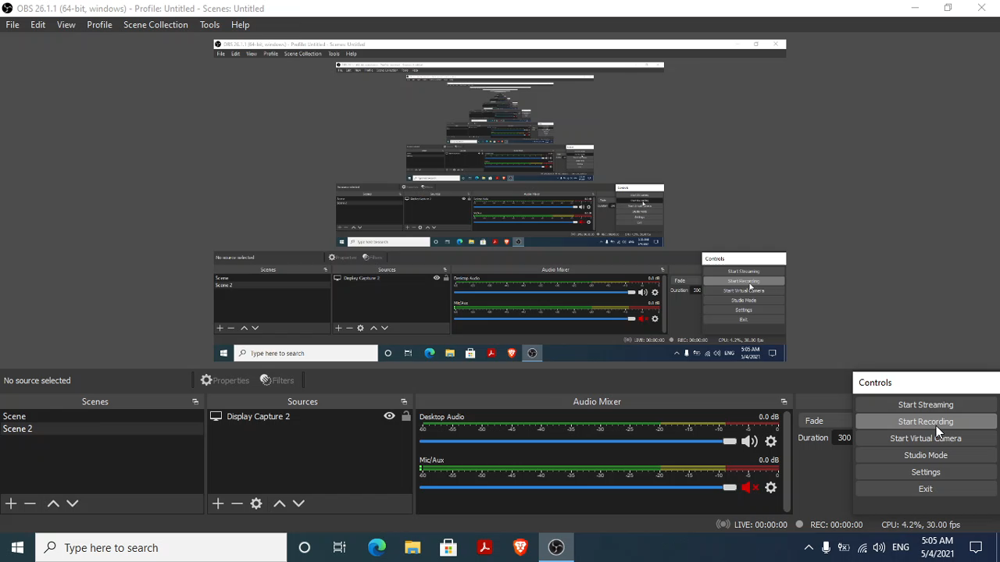 OBS 26.1.1 (64-bit, windows) - Profile: Untitled - Scenes: Untitled
File Edit View Profile Scene Collection Tools Help
OBS 26.1.1 (64-bit, windows) - Profile: Untitled - Scenes: Untitled
File Edit View Profile Scene Collection Tools Help
No source selected Properties Filters Controls
Scenes Sources Audio Mixer
Scene
Scene 2
Display Capture 2
Desktop Audio 0.0 dB
Mic/Aux 0.0 dB
Fade
Duration 300
Start Streaming
Start Recording
Start Virtual Camera
Studio Mode
Settings
Exit
LIVE: 00:00:00 REC: 00:00:00 CPU: 4.2%, 30.00 fps
Type here to search ENG 5:05 AM
5/4/2021
No source selected Properties Filters Controls
Scenes Sources Audio Mixer
Scene
Scene 2
Display Capture 2
Desktop Audio 0.0 dB
-60 -55 -50 -45 -40 -35 -30 -25 -20 -15 -10 -5 0
Mic/Aux 0.0 dB
-60 -55 -50 -45 -40 -35 -30 -25 -20 -15 -10 -5 0
Fade
Duration 300
Start Streaming
Start Recording
Start Virtual Camera
Studio Mode
Settings
Exit
LIVE: 00:00:00 REC: 00:00:00 CPU: 4.2%, 30.00 fps
Type here to search ENG 5:05 AM
5/4/2021